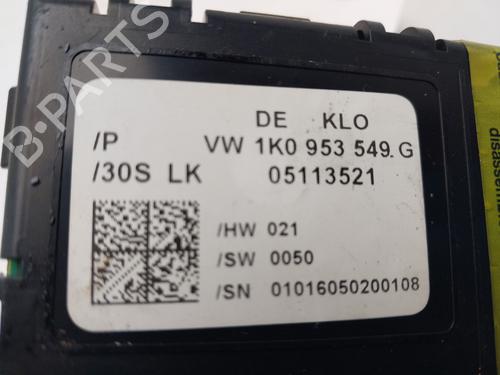 DE KLO
/P VW 1K0 953 549 G
/30S LK 05113521
/HW 021
/SW 0050
/SN 01016050200108
B-PARTS